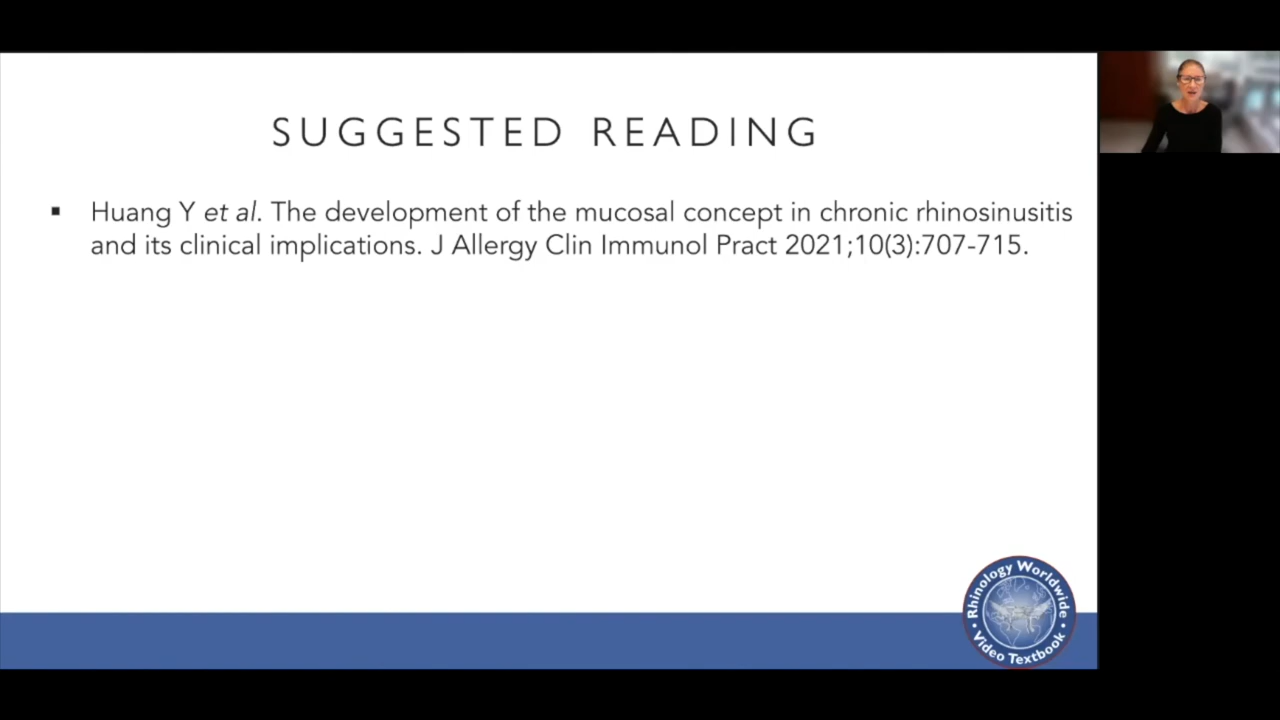 SUGGESTED READING
▪ Huang Y et al. The development of the mucosal concept in chronic rhinosinusitis
and its clinical implications. J Allergy Clin Immunol Pract 2021;10(3):707-715.
Rhinology Worldwide
• Video Textbook •